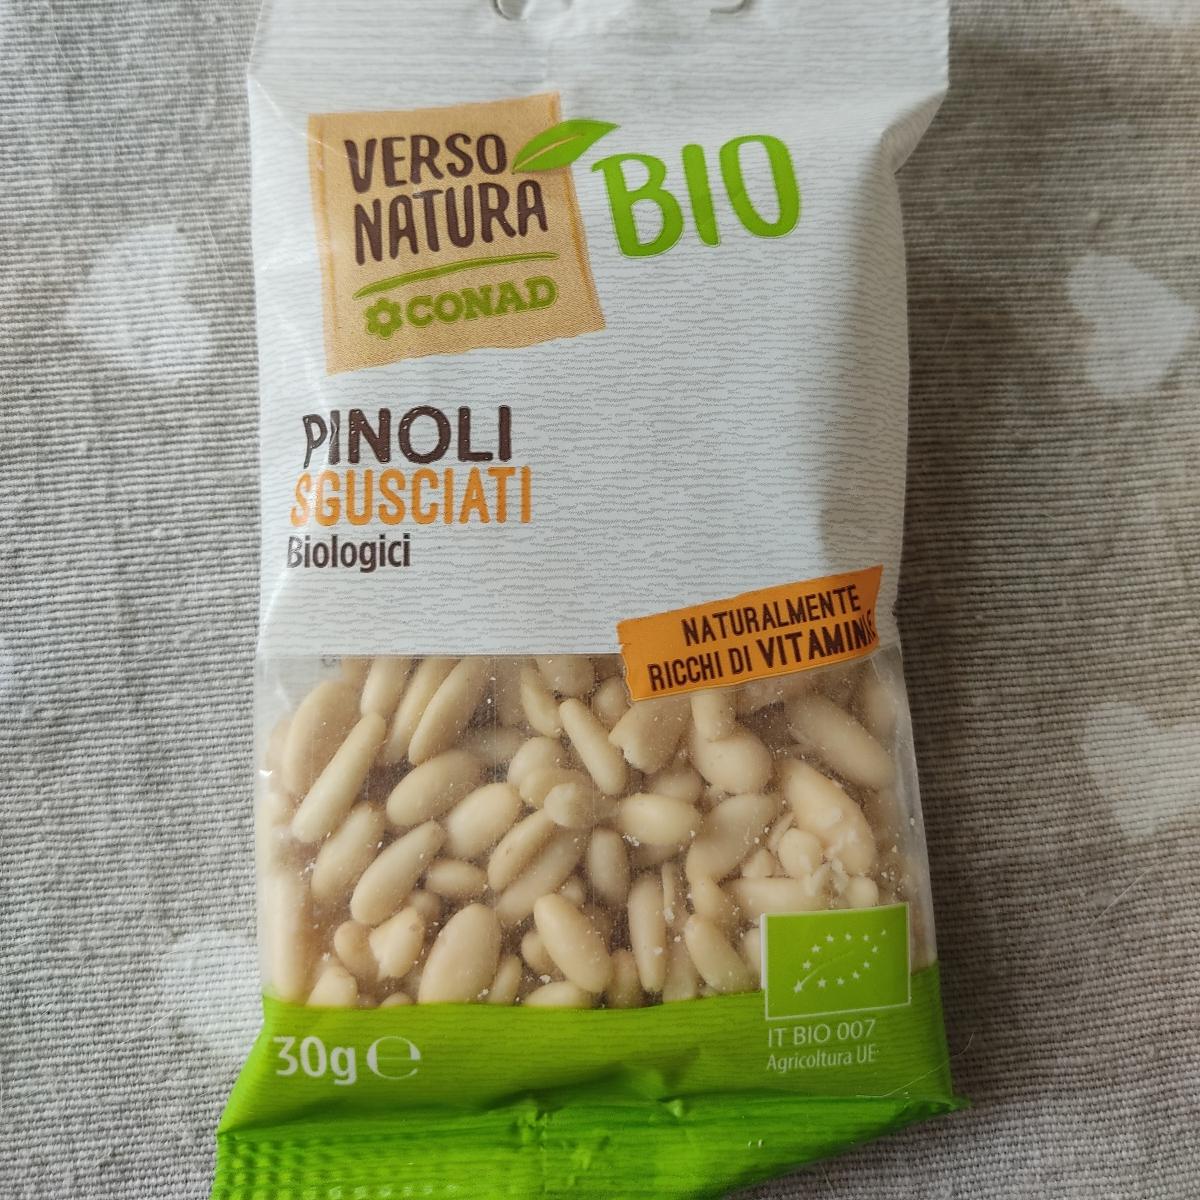 VERSO
NATURA
CONAD
BIO
PINOLI
SGUSCIATI
Biologici
NATURALMENTE
RICCHI DI VITAMINE
30g ℮
IT BIO 007
Agricoltura UE